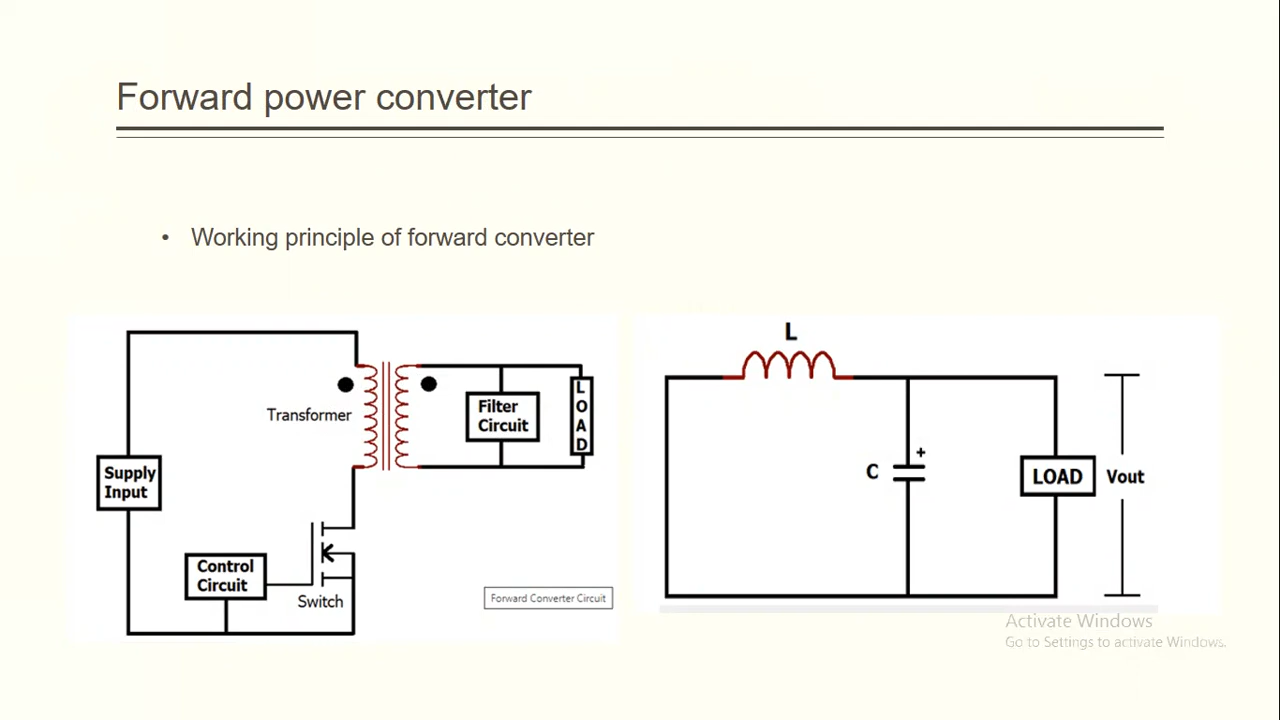 Forward power converter
• Working principle of forward converter
Transformer
Filter
Circuit
L
O
A
D
Supply
Input
Control
Circuit
Switch
Forward Converter Circuit
L
C
+
LOAD
Vout
Activate Windows
Go to Settings to activate Windows.